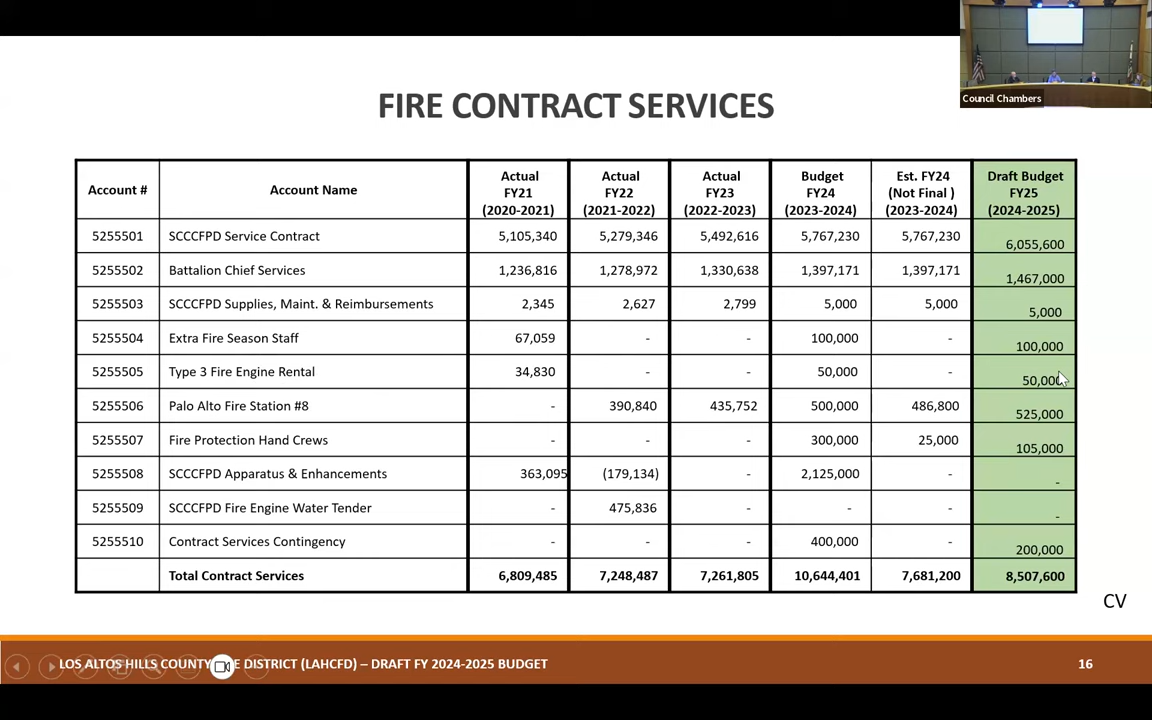 Council Chambers
FIRE CONTRACT SERVICES
Account # Account Name Actual FY21 (2020-2021) Actual FY22 (2021-2022) Actual FY23 (2022-2023) Budget FY24 (2023-2024) Est. FY24 (Not Final ) (2023-2024) Draft Budget FY25 (2024-2025)
5255501 SCCCFPD Service Contract 5,105,340 5,279,346 5,492,616 5,767,230 5,767,230 6,055,600
5255502 Battalion Chief Services 1,236,816 1,278,972 1,330,638 1,397,171 1,397,171 1,467,000
5255503 SCCCFPD Supplies, Maint. & Reimbursements 2,345 2,627 2,799 5,000 5,000 5,000
5255504 Extra Fire Season Staff 67,059 - - 100,000 - 100,000
5255505 Type 3 Fire Engine Rental 34,830 - - 50,000 - 50,000
5255506 Palo Alto Fire Station #8 - 390,840 435,752 500,000 486,800 525,000
5255507 Fire Protection Hand Crews - - - 300,000 25,000 105,000
5255508 SCCCFPD Apparatus & Enhancements 363,095 (179,134) - 2,125,000 - -
5255509 SCCCFPD Fire Engine Water Tender - 475,836 - - - -
5255510 Contract Services Contingency - - - 400,000 - 200,000
Total Contract Services 6,809,485 7,248,487 7,261,805 10,644,401 7,681,200 8,507,600
CV
LOS ALTOS HILLS COUNTY DISTRICT (LAHCFD) – DRAFT FY 2024-2025 BUDGET 16